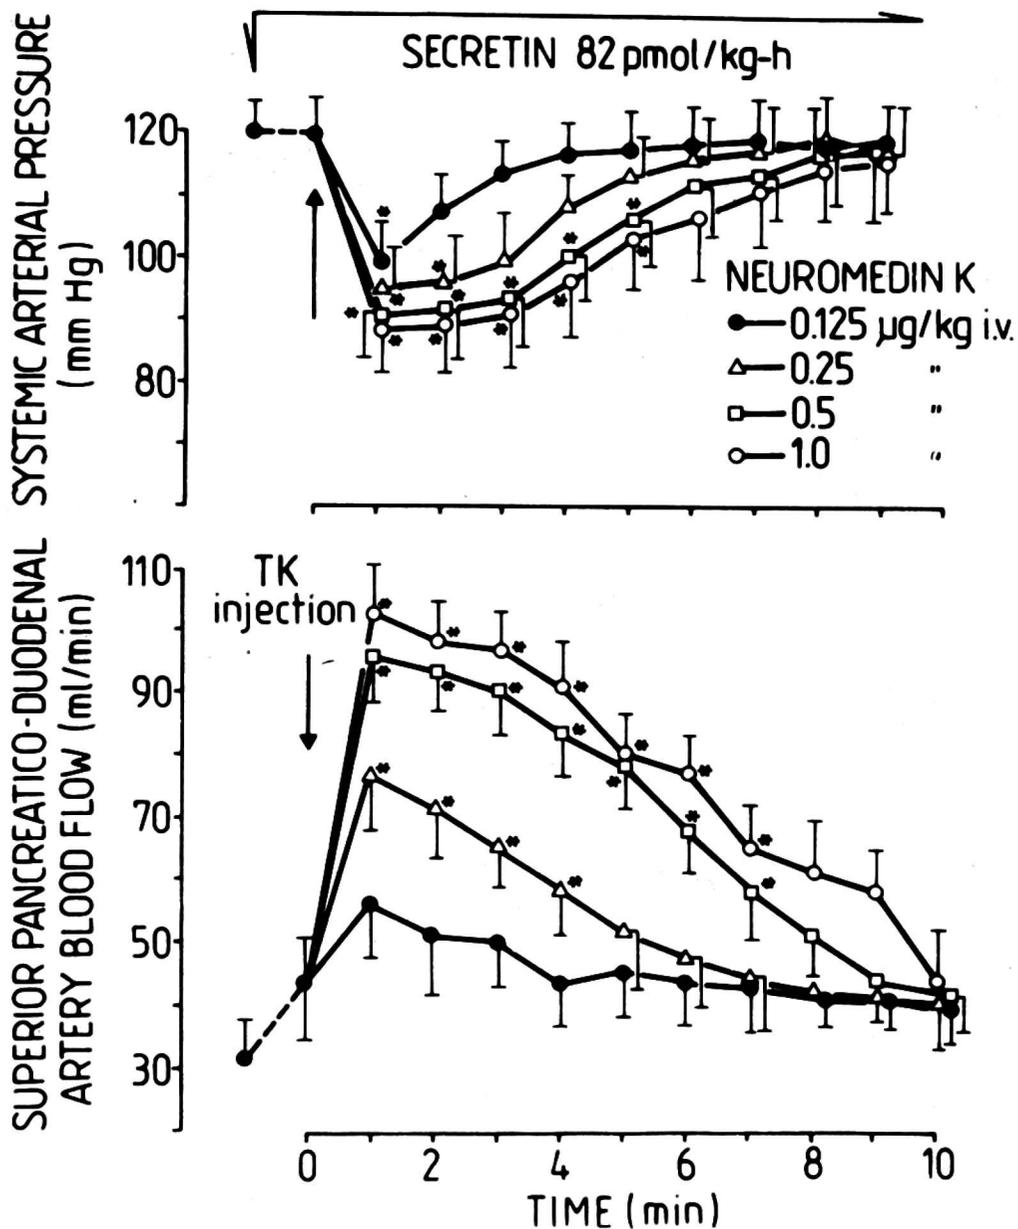 SECRETIN 82 pmol/kg-h
SYSTEMIC ARTERIAL PRESSURE
(mm Hg)
120
100
80
NEUROMEDIN K
0.125 µg/kg i.v.
0.25 "
0.5 "
1.0 "
SUPERIOR PANCREATICO-DUODENAL
ARTERY BLOOD FLOW (ml/min)
TK
injection
110
90
70
50
30
0 2 4 6 8 10
TIME (min)